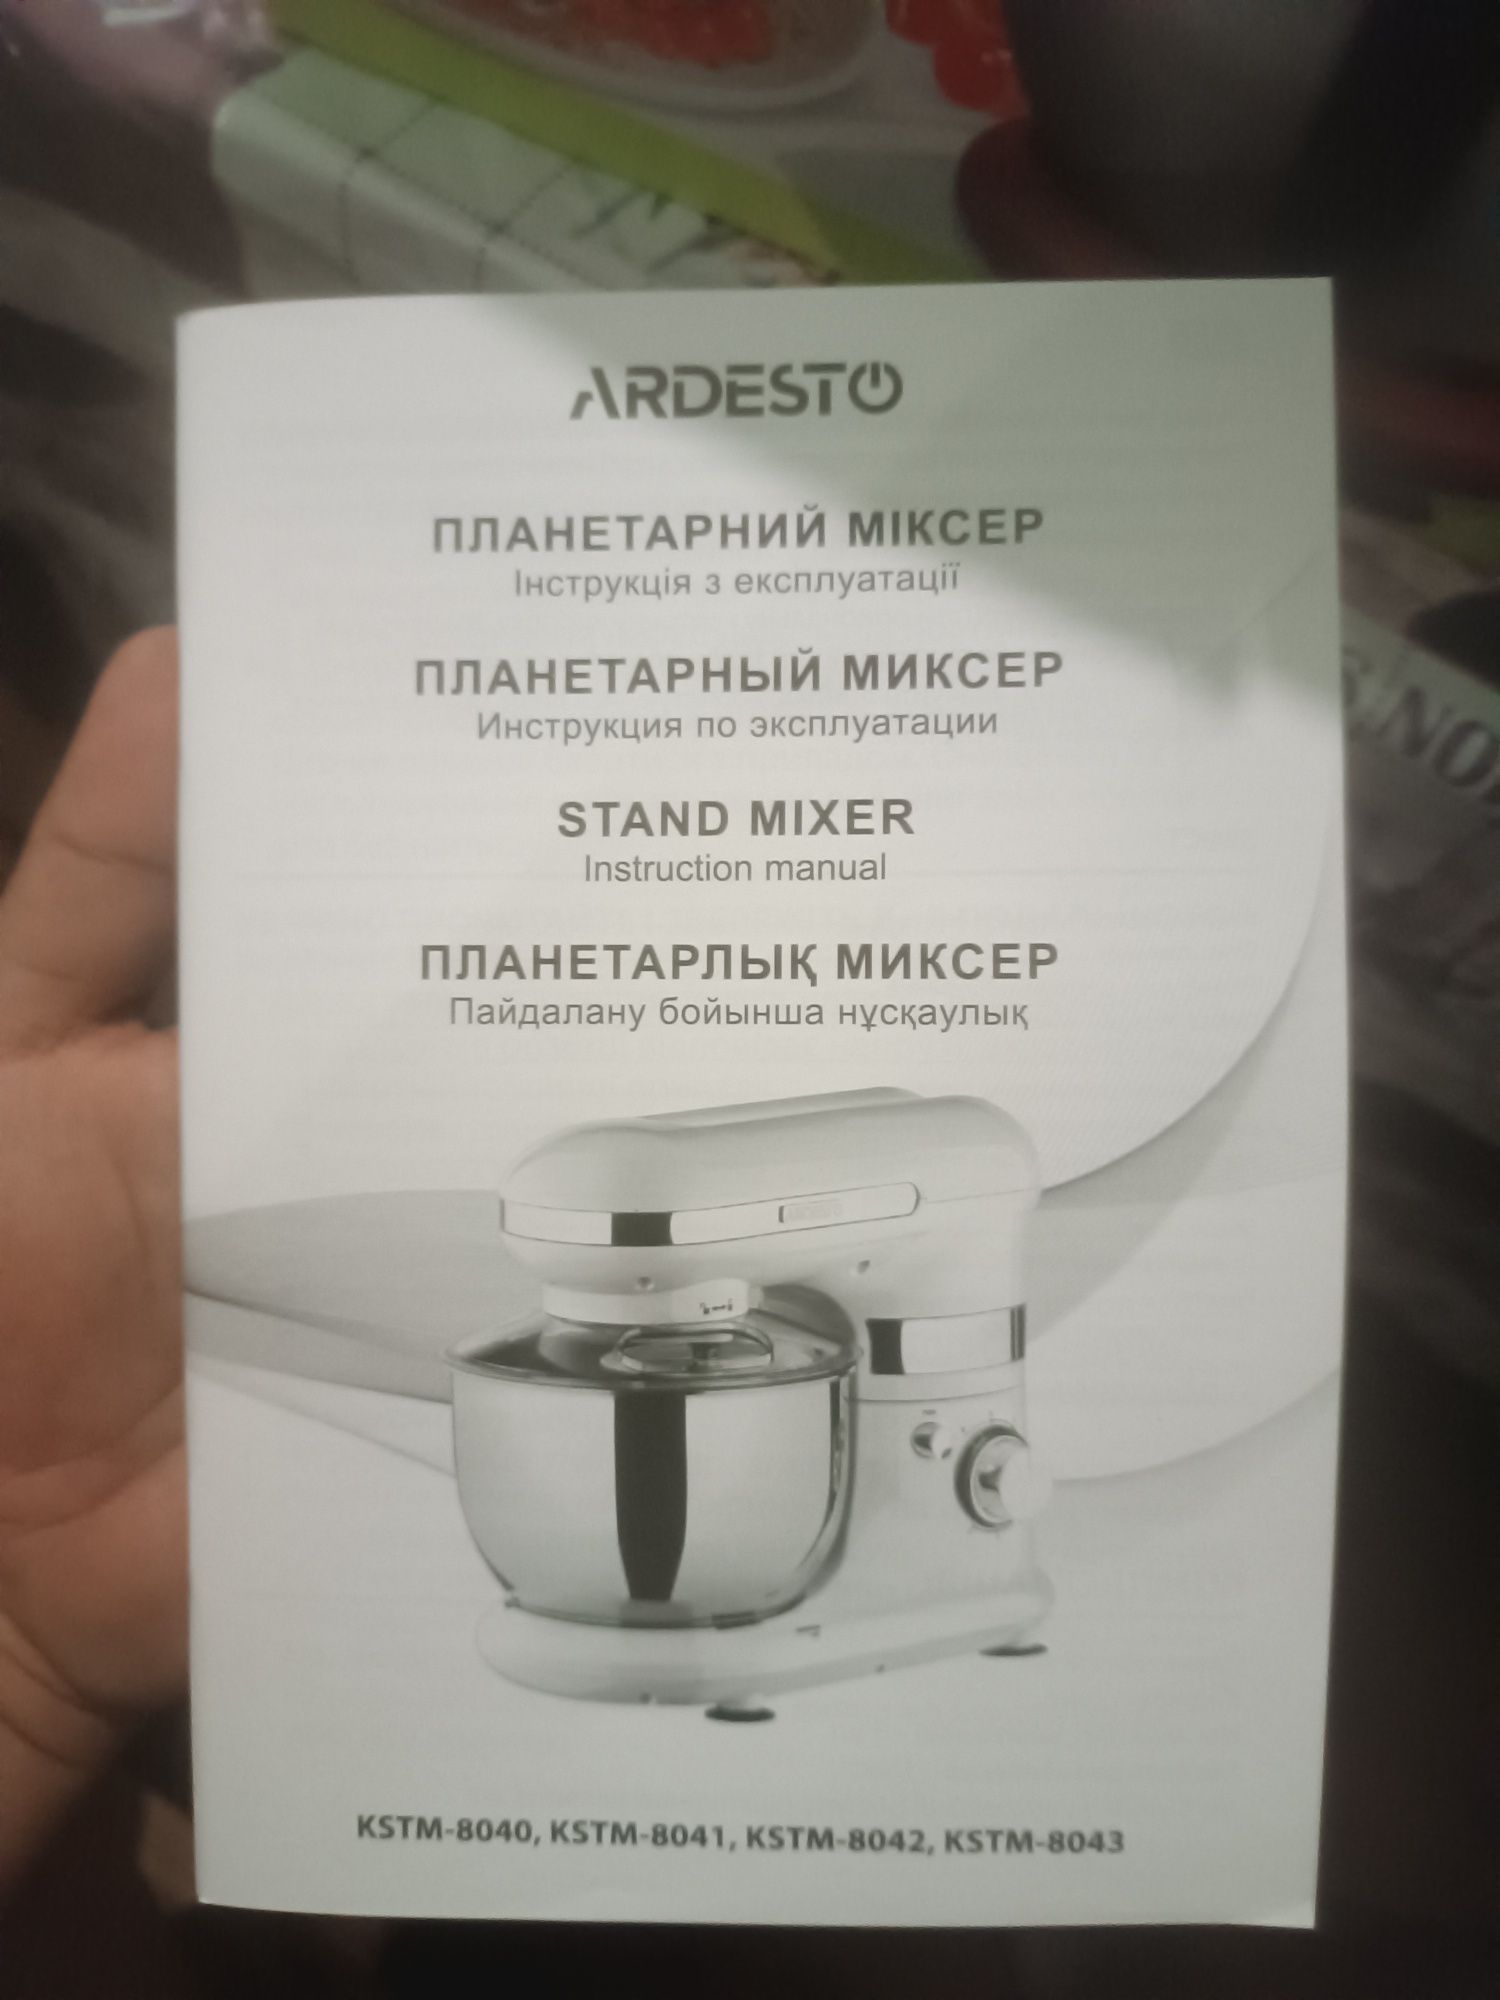 ARDESTO
ПЛАНЕТАРНИЙ МІКСЕР
Інструкція з експлуатації
ПЛАНЕТАРНЫЙ МИКСЕР
Инструкция по эксплуатации
STAND MIXER
Instruction manual
ПЛАНЕТАРЛЫҚ МИКСЕР
Пайдалану бойынша нұсқаулық
ARDESTO
KSTM-8040, KSTM-8041, KSTM-8042, KSTM-8043